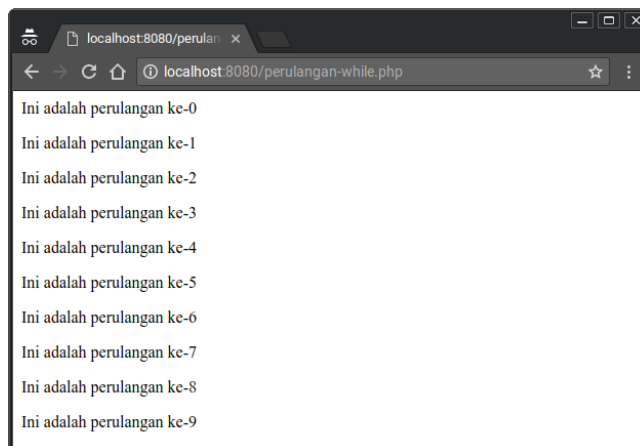 localhost:8080/perulan
localhost:8080/perulangan-while.php
Ini adalah perulangan ke-0
Ini adalah perulangan ke-1
Ini adalah perulangan ke-2
Ini adalah perulangan ke-3
Ini adalah perulangan ke-4
Ini adalah perulangan ke-5
Ini adalah perulangan ke-6
Ini adalah perulangan ke-7
Ini adalah perulangan ke-8
Ini adalah perulangan ke-9